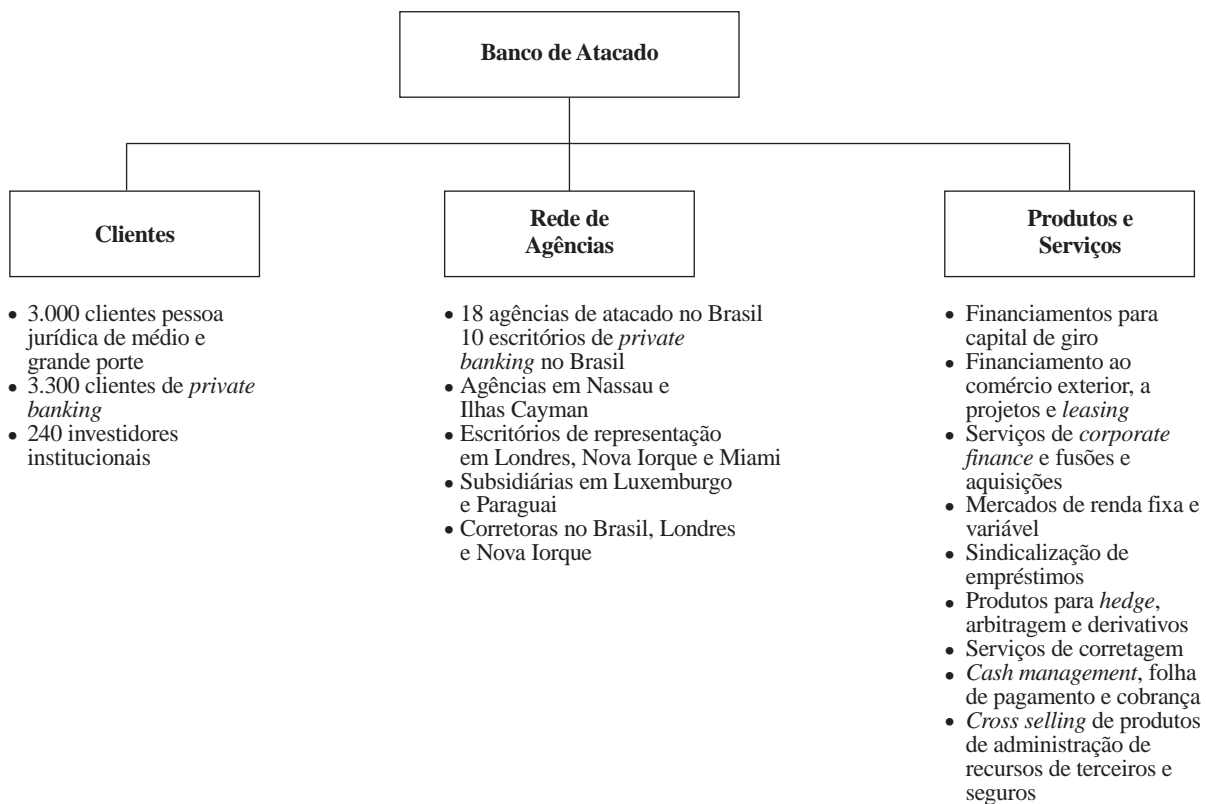 Banco de Atacado
Clientes
• 3.000 clientes pessoa
jurídica de médio e
grande porte
• 3.300 clientes de private
banking
• 240 investidores
institucionais
Rede de
Agências
• 18 agências de atacado no Brasil
10 escritórios de private
banking no Brasil
• Agências em Nassau e
Ilhas Cayman
• Escritórios de representação
em Londres, Nova Iorque e Miami
• Subsidiárias em Luxemburgo
e Paraguai
• Corretoras no Brasil, Londres
e Nova Iorque
Produtos e
Serviços
• Financiamentos para
capital de giro
• Financiamento ao
comércio exterior, a
projetos e leasing
• Serviços de corporate
finance e fusões e
aquisições
• Mercados de renda fixa e
variável
• Sindicalização de
empréstimos
• Produtos para hedge,
arbitragem e derivativos
• Serviços de corretagem
• Cash management, folha
de pagamento e cobrança
• Cross selling de produtos
de administração de
recursos de terceiros e
seguros